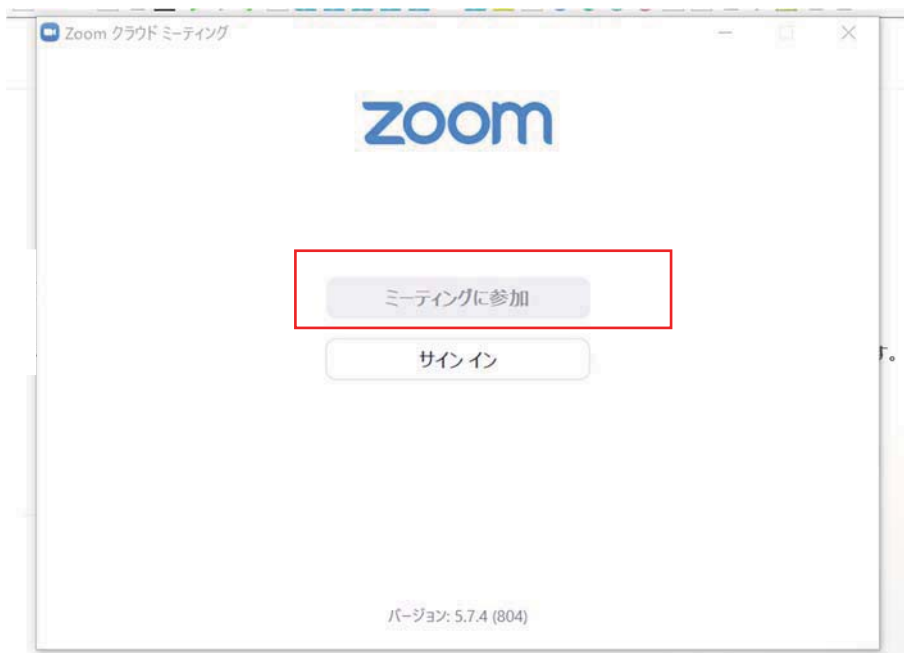 Zoom クラウド ミーティング
zoom
ミーティングに参加
サイン イン
す。
バージョン: 5.7.4 (804)